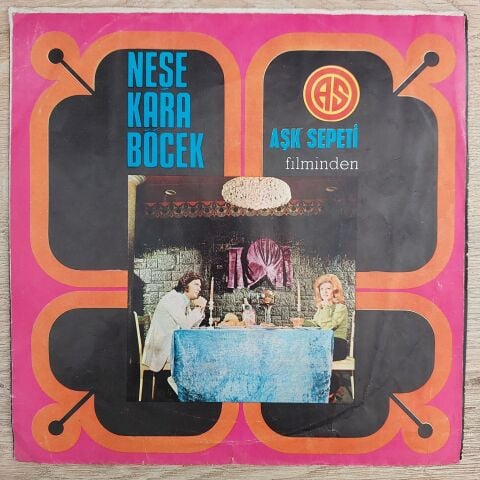 NEŞE
KARA
BÖCEK
AS
AŞK SEPETİ
filminden